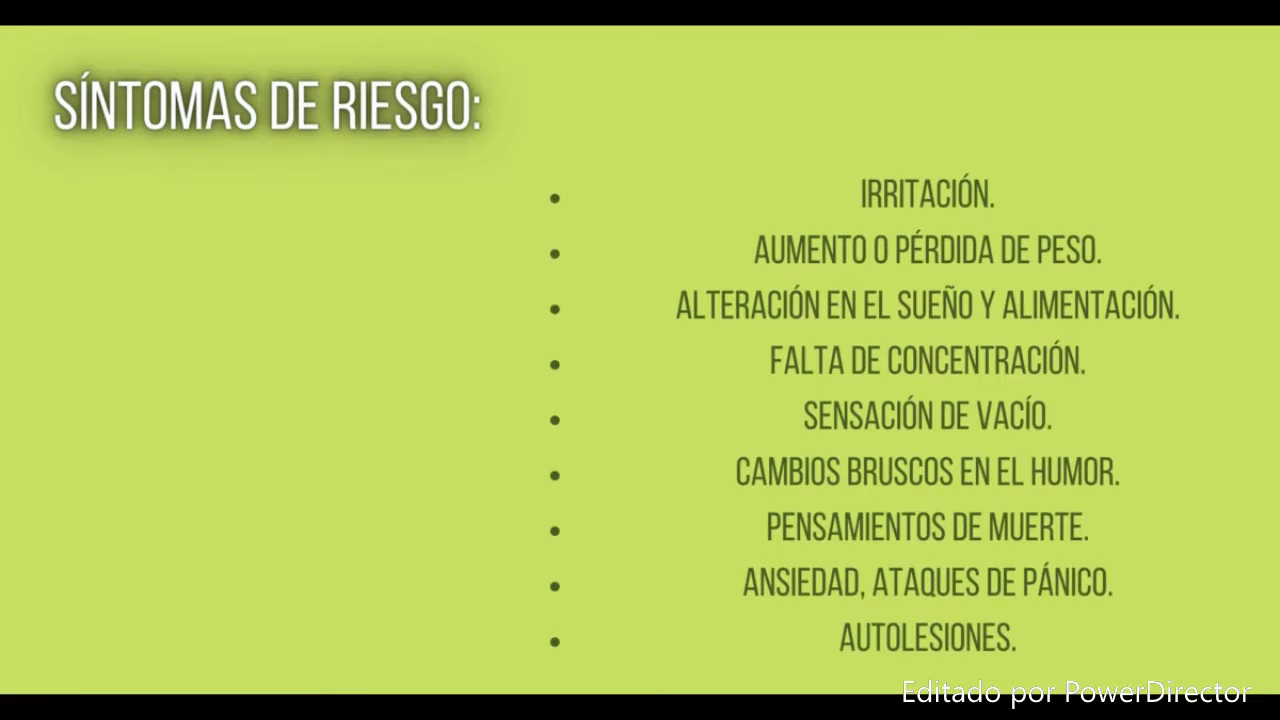 SÍNTOMAS DE RIESGO:
• IRRITACIÓN.
• AUMENTO O PÉRDIDA DE PESO.
• ALTERACIÓN EN EL SUEÑO Y ALIMENTACIÓN.
• FALTA DE CONCENTRACIÓN.
• SENSACIÓN DE VACÍO.
• CAMBIOS BRUSCOS EN EL HUMOR.
• PENSAMIENTOS DE MUERTE.
• ANSIEDAD, ATAQUES DE PÁNICO.
• AUTOLESIONES.
Editado por PowerDirector